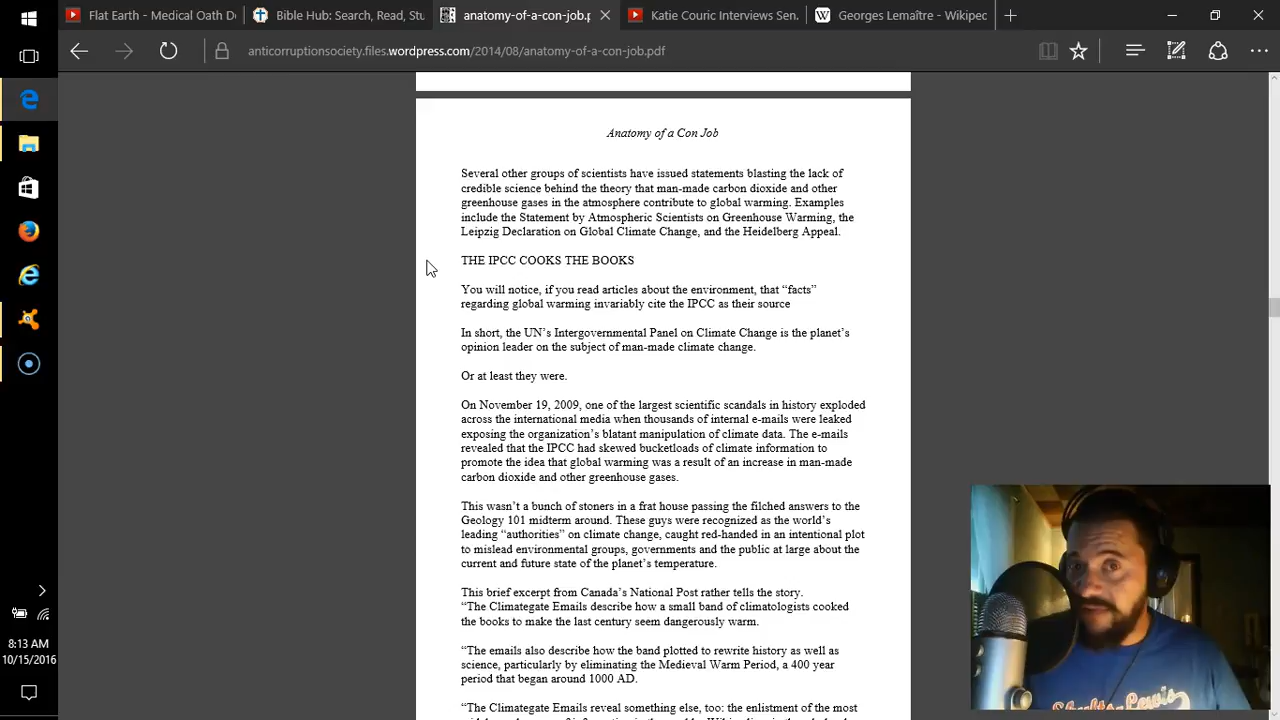 Flat Earth - Medical Oath D
Bible Hub: Search, Read, Stu
anatomy-of-a-con-job.p
Katie Couric Interviews Sen.
Georges Lemaître - Wikipec
anticorruptionsociety.files.wordpress.com/2014/08/anatomy-of-a-con-job.pdf
Anatomy of a Con Job
Several other groups of scientists have issued statements blasting the lack of
credible science behind the theory that man-made carbon dioxide and other
greenhouse gases in the atmosphere contribute to global warming. Examples
include the Statement by Atmospheric Scientists on Greenhouse Warming, the
Leipzig Declaration on Global Climate Change, and the Heidelberg Appeal.
THE IPCC COOKS THE BOOKS
You will notice, if you read articles about the environment, that “facts”
regarding global warming invariably cite the IPCC as their source
In short, the UN’s Intergovernmental Panel on Climate Change is the planet’s
opinion leader on the subject of man-made climate change.
Or at least they were.
On November 19, 2009, one of the largest scientific scandals in history exploded
across the international media when thousands of internal e-mails were leaked
exposing the organization’s blatant manipulation of climate data. The e-mails
revealed that the IPCC had skewed bucketloads of climate information to
promote the idea that global warming was a result of an increase in man-made
carbon dioxide and other greenhouse gases.
This wasn’t a bunch of stoners in a frat house passing the filched answers to the
Geology 101 midterm around. These guys were recognized as the world’s
leading “authorities” on climate change, caught red-handed in an intentional plot
to mislead environmental groups, governments and the public at large about the
current and future state of the planet’s temperature.
This brief excerpt from Canada’s National Post rather tells the story.
“The Climategate Emails describe how a small band of climatologists cooked
the books to make the last century seem dangerously warm.
“The emails also describe how the band plotted to rewrite history as well as
science, particularly by eliminating the Medieval Warm Period, a 400 year
period that began around 1000 AD.
“The Climategate Emails reveal something else, too: the enlistment of the most
8:13 AM
10/15/2016